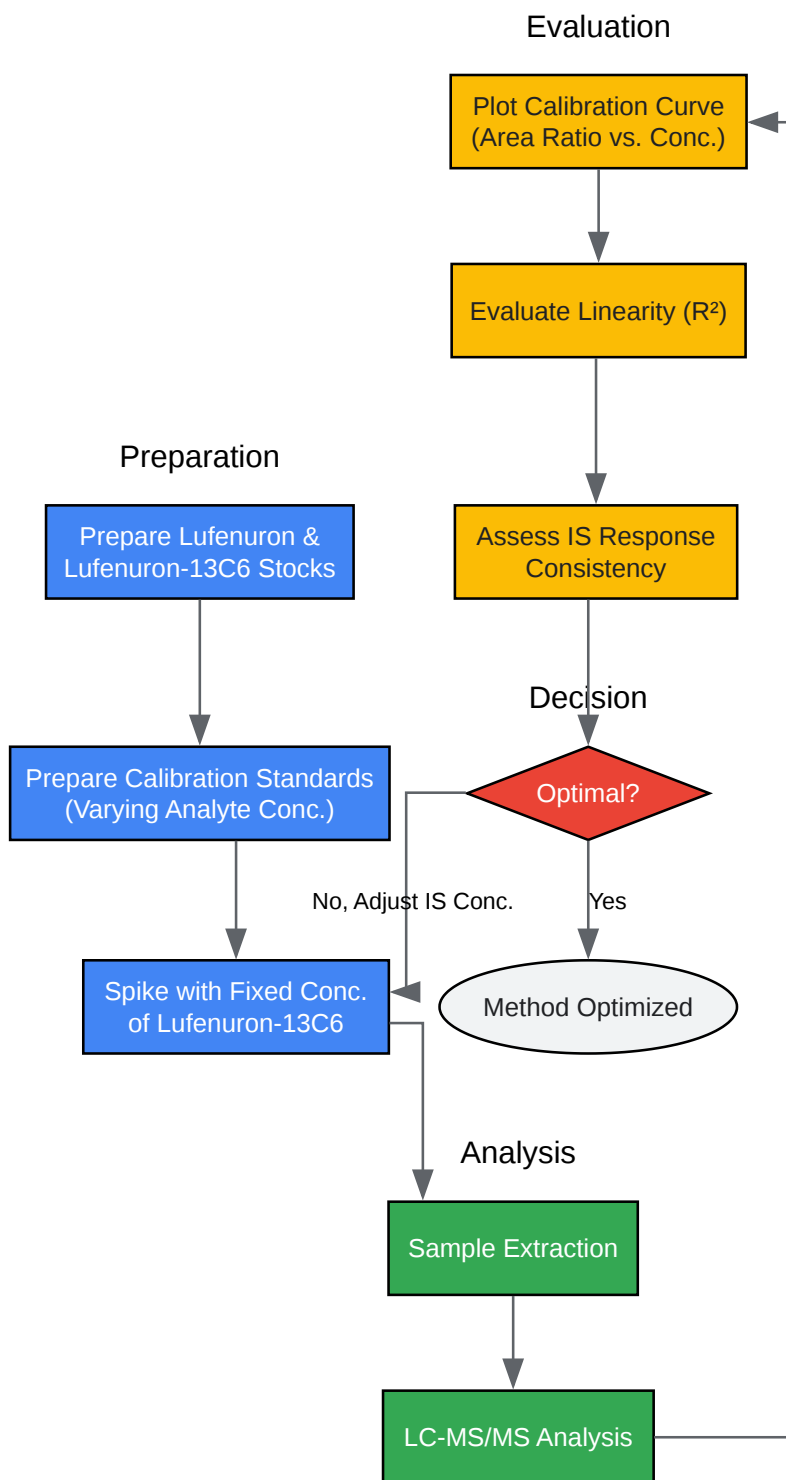 Evaluation
Plot Calibration Curve
(Area Ratio vs. Conc.)
Evaluate Linearity (R²)
Preparation
Prepare Lufenuron &
Lufenuron-13C6 Stocks
Assess IS Response
Consistency
Decision
Prepare Calibration Standards
(Varying Analyte Conc.)
Optimal?
No, Adjust IS Conc.
Yes
Spike with Fixed Conc.
of Lufenuron-13C6
Method Optimized
Analysis
Sample Extraction
LC-MS/MS Analysis